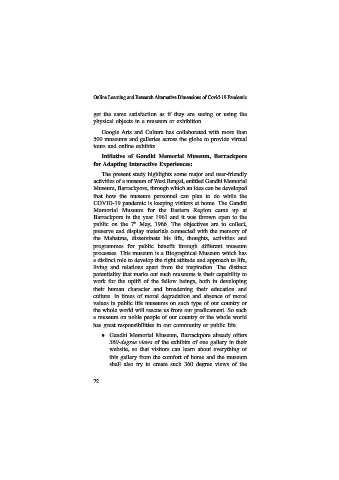 Online Learning and Research Alternative Dimensions of Covid-19 Pandemic
get the same satisfaction as if they are seeing or using the
physical objects in a museum or exhibition.
Google Arts and Culture has collaborated with more than
500 museums and galleries across the globe to provide virtual
tours and online exhibits.
Initiative of Gandhi Memorial Museum, Barrackpore
for Adapting Interactive Experiences:
The present study highlights some major and user-friendly
activities of a museum of West Bengal, entitled Gandhi Memorial
Museum, Barrackpore, through which an idea can be developed
that how the museum personnel can plan to do while the
COVID-19 pandemic is keeping visitors at home. The Gandhi
Memorial Museum for the Eastern Region came up at
Barrackpore in the year 1961 and it was thrown open to the
public on the 7th May, 1966. The objectives are to collect,
preserve and display materials connected with the memory of
the Mahatma, disseminate his life, thoughts, activities and
programmes for public benefit through different museum
processes. This museum is a Biographical Museum which has
a distinct role to develop the right attitude and approach to life,
living and relations apart from the inspiration. The distinct
potentiality that marks out such museums is their capability to
work for the uplift of the fellow beings, both in developing
their human character and broadening their education and
culture. In times of moral degradation and absence of moral
values in public life museums on such type of our country or
the whole world will rescue us from our predicament. So such
a museum on noble people of our country or the whole world
has great responsibilities in our community or public life.
♦ Gandhi Memorial Museum, Barrackpore already offers
360-degree views of the exhibits of one gallery in their
website, so that visitors can learn about everything of
this gallery from the comfort of home and the museum
shall also try to create such 360 degree views of the
72